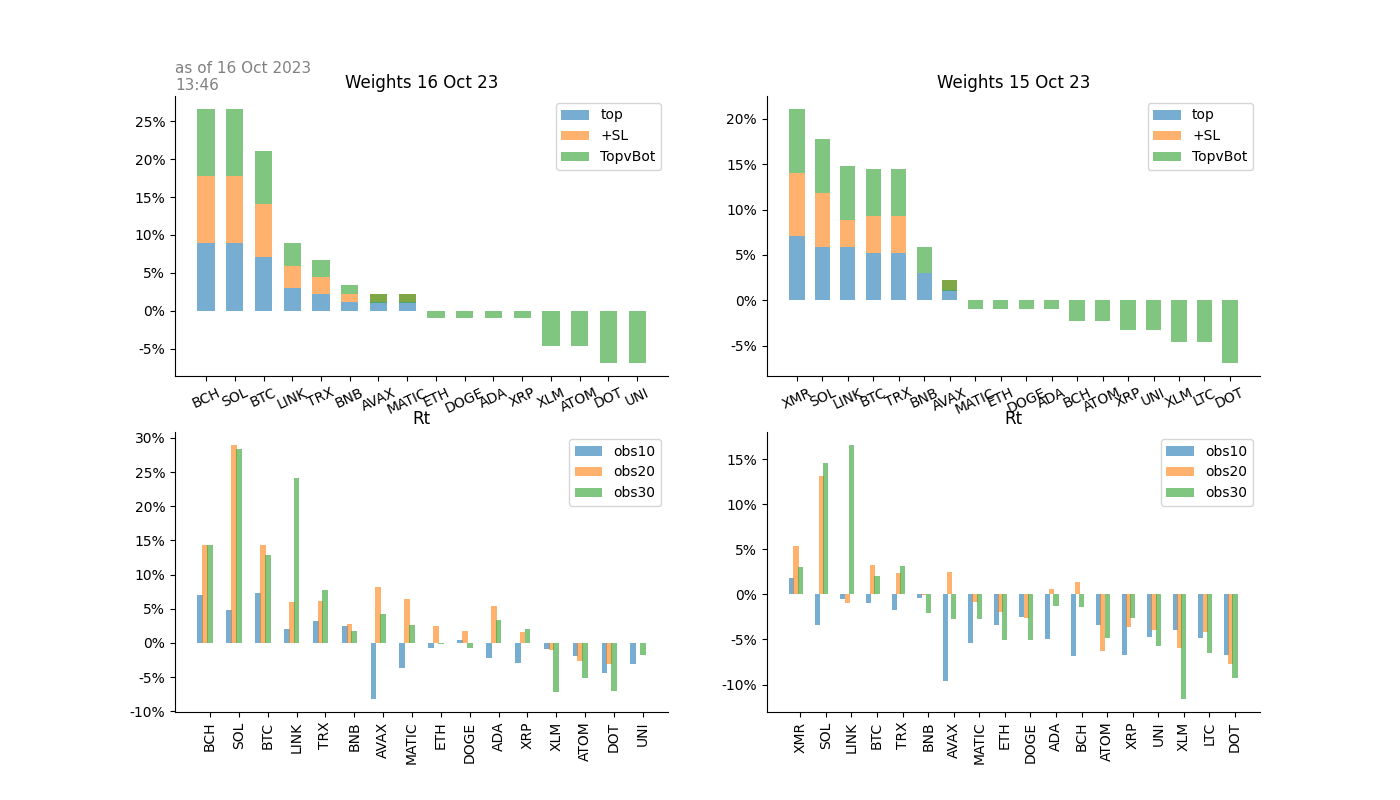 as of 16 Oct 2023
13:46
Weights 16 Oct 23
25%
20%
15%
10%
5%
0%
-5%
top
+SL
TopvBot
BCH SOL BTC LINK TRX BNB AVAX MATIC ETH DOGE ADA XRP XLM ATOM DOT UNI
Weights 15 Oct 23
20%
15%
10%
5%
0%
-5%
top
+SL
TopvBot
XMR SOL LINK BTC TRX BNB AVAX MATIC ETH DOGE ADA BCH ATOM XRP UNI XLM LTC DOT
Rt
30%
25%
20%
15%
10%
5%
0%
-5%
-10%
obs10
obs20
obs30
BCH SOL BTC LINK TRX BNB AVAX MATIC ETH DOGE ADA XRP XLM ATOM DOT UNI
Rt
15%
10%
5%
0%
-5%
-10%
obs10
obs20
obs30
XMR SOL LINK BTC TRX BNB AVAX MATIC ETH DOGE ADA BCH ATOM XRP UNI XLM LTC DOT